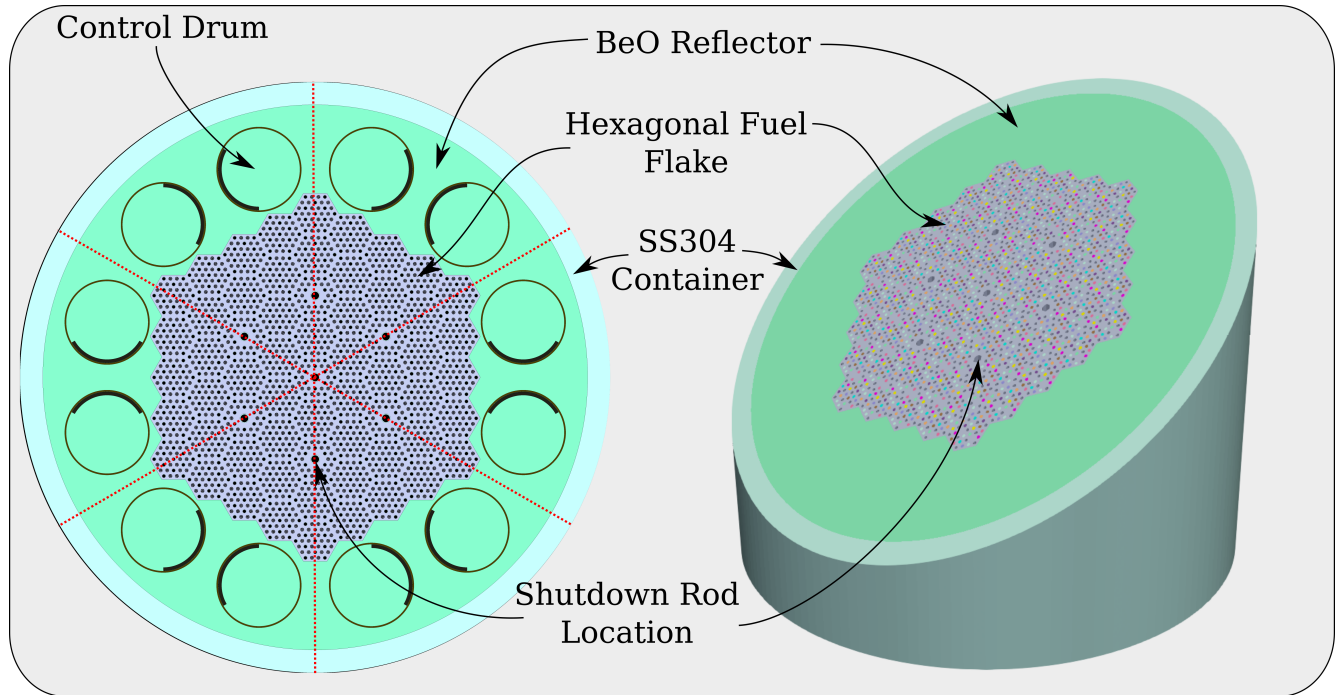 Control Drum
BeO Reflector
Hexagonal Fuel
Flake
SS304
Container
Shutdown Rod
Location